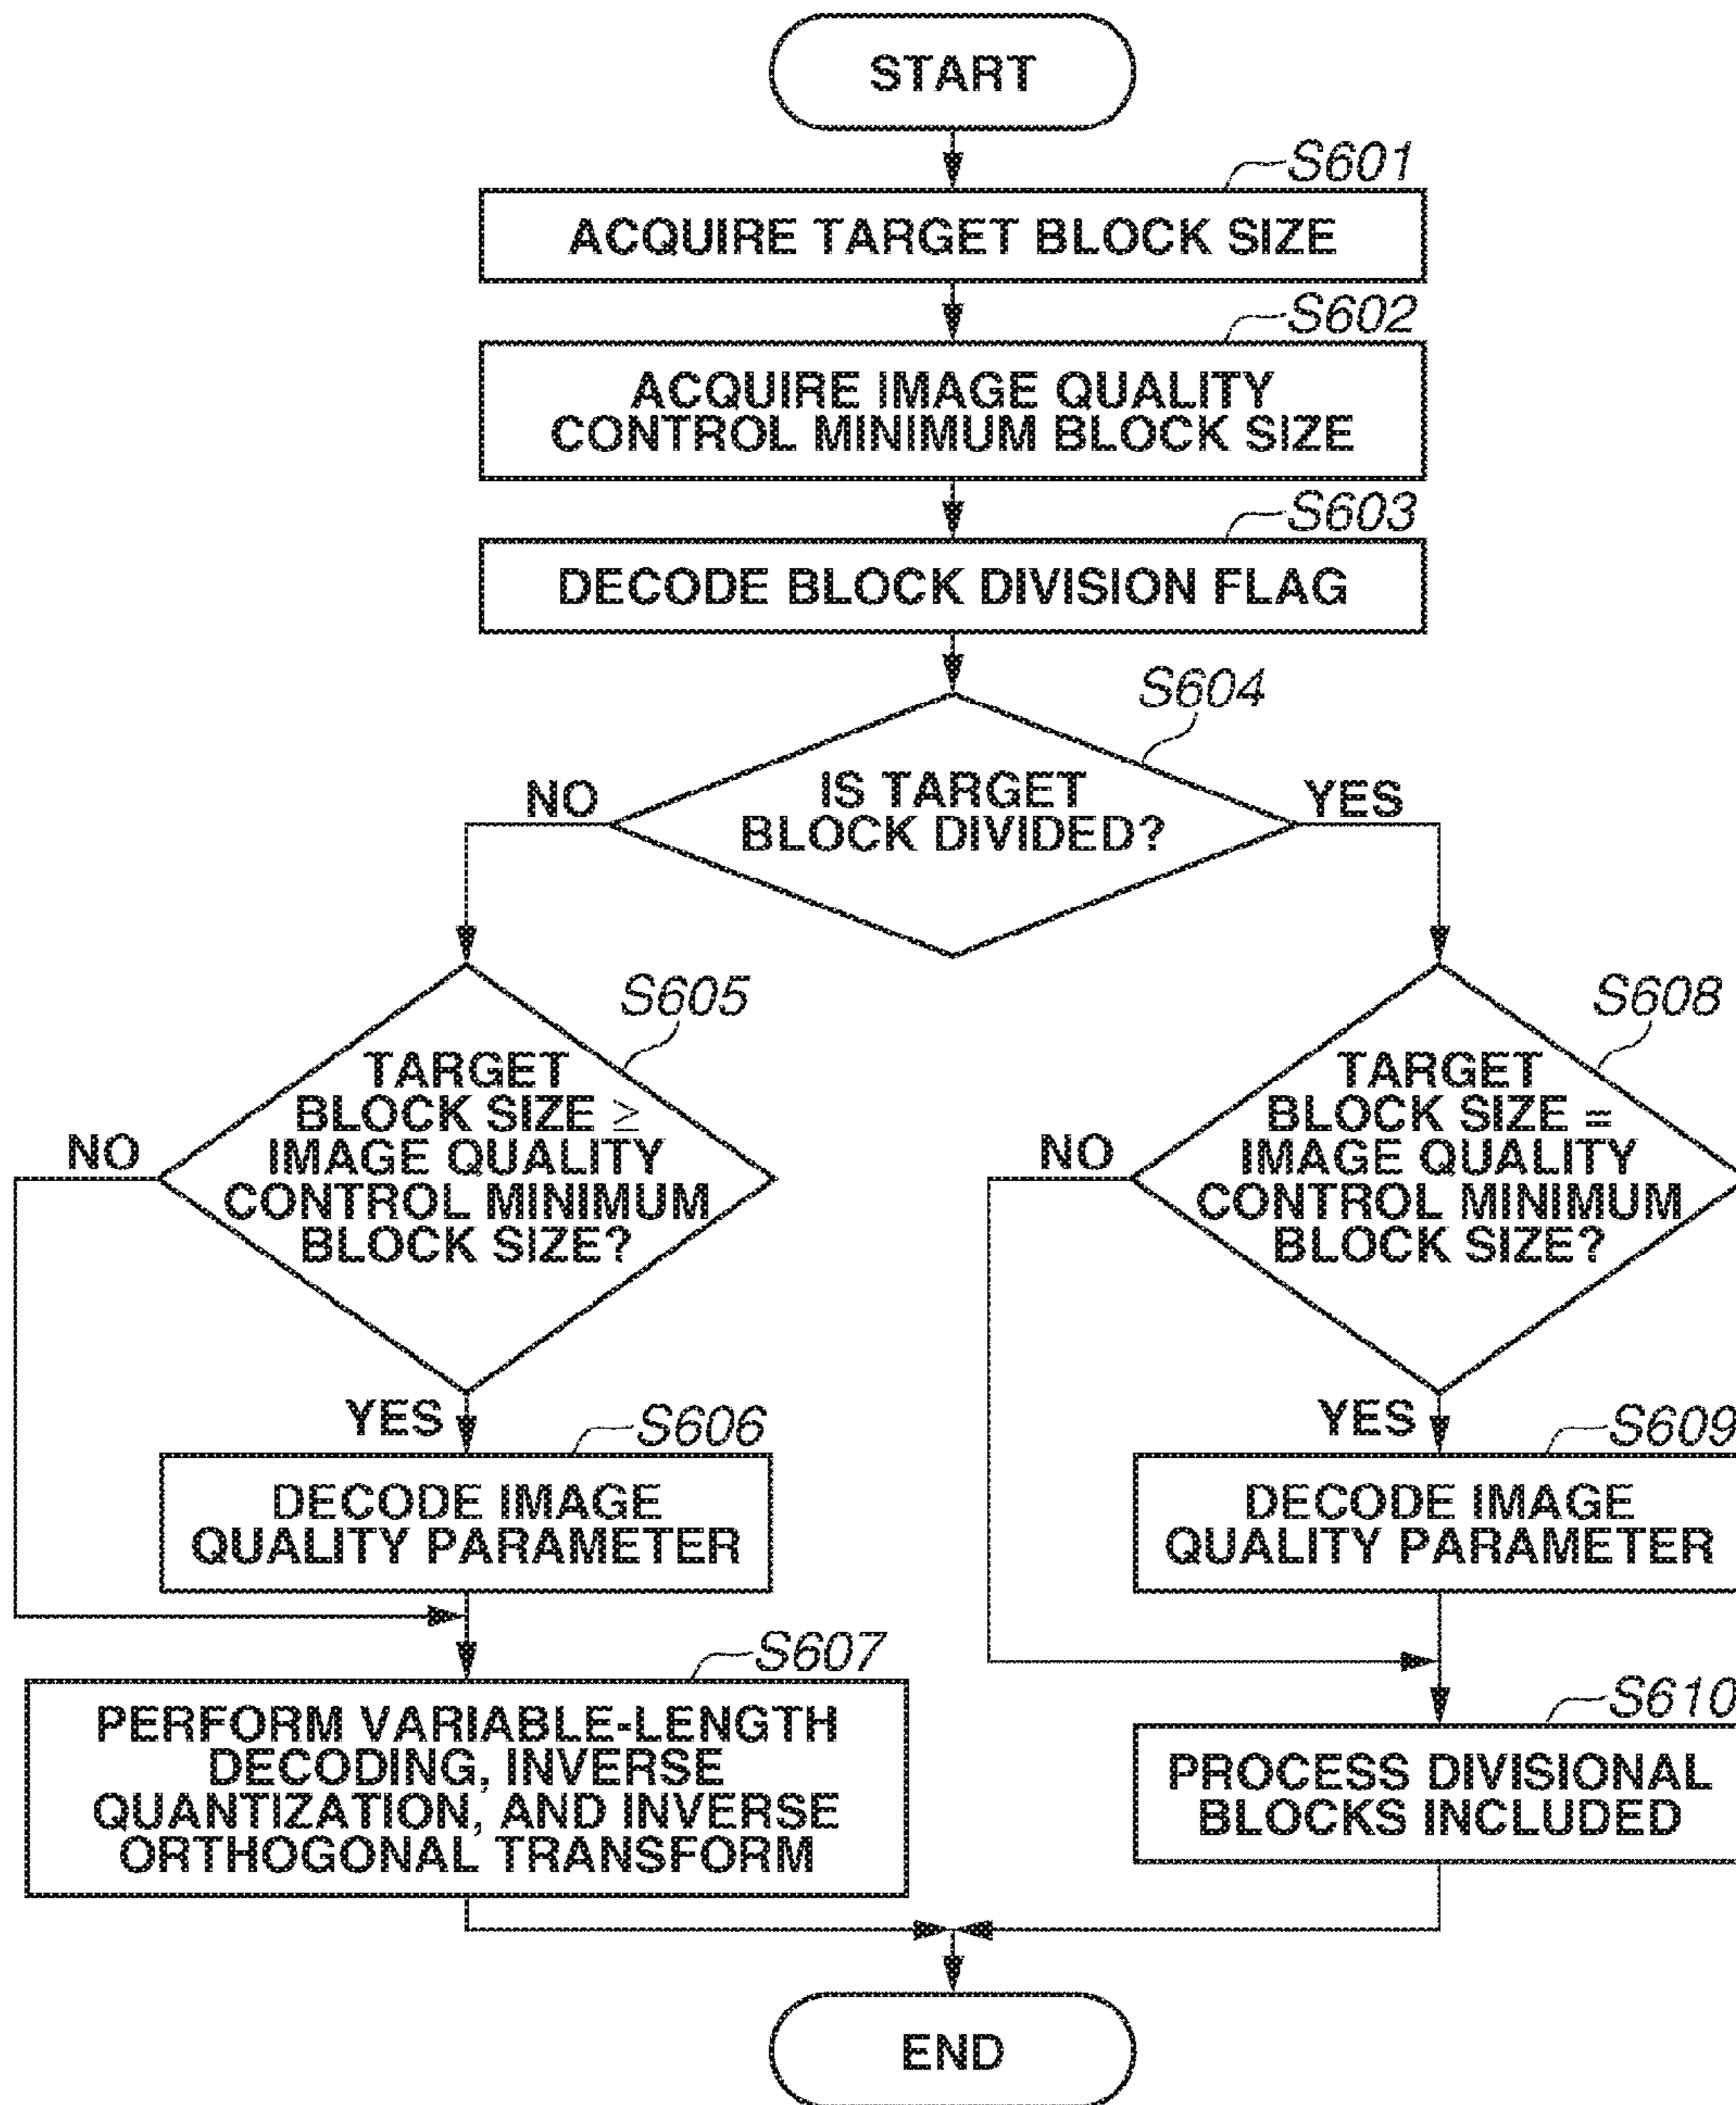 START
S601
ACQUIRE TARGET BLOCK SIZE
S602
ACQUIRE IMAGE QUALITY
CONTROL MINIMUM BLOCK SIZE
S603
DECODE BLOCK DIVISION FLAG
S604
IS TARGET
BLOCK DIVIDED?
NO
YES
S605
TARGET
BLOCK SIZE ≥
IMAGE QUALITY
CONTROL MINIMUM
BLOCK SIZE?
NO
YES
S606
DECODE IMAGE
QUALITY PARAMETER
S607
PERFORM VARIABLE-LENGTH
DECODING, INVERSE
QUANTIZATION, AND INVERSE
ORTHOGONAL TRANSFORM
S608
TARGET
BLOCK SIZE =
IMAGE QUALITY
CONTROL MINIMUM
BLOCK SIZE?
NO
YES
S609
DECODE IMAGE
QUALITY PARAMETER
S610
PROCESS DIVISIONAL
BLOCKS INCLUDED
END